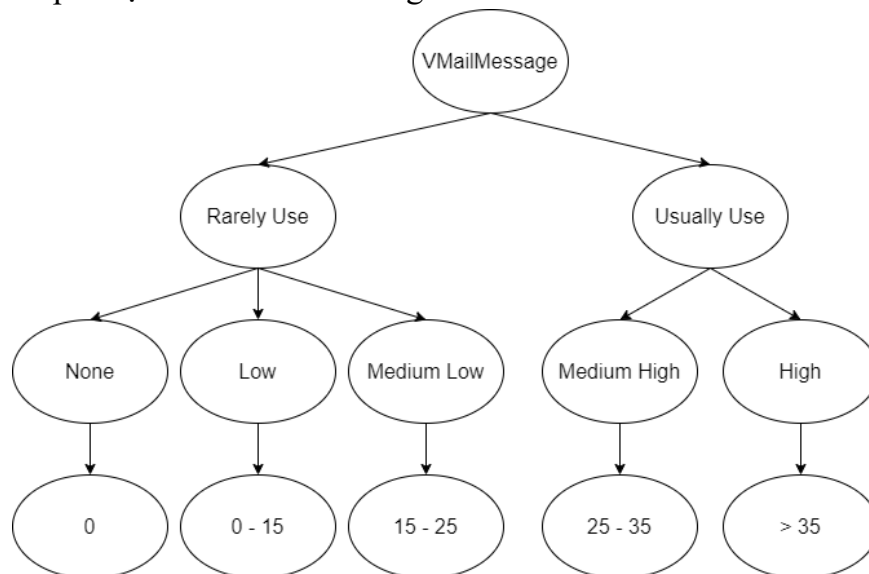 VMailMessage
Rarely Use
Usually Use
None
Low
Medium Low
Medium High
High
0
0 - 15
15 - 25
25 - 35
> 35